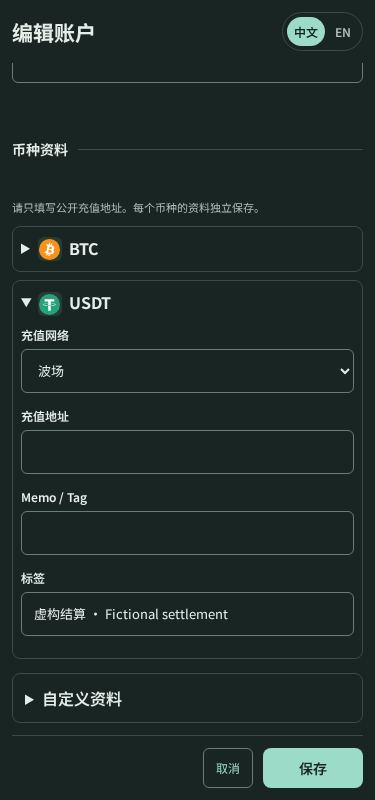 编辑账户
中文
EN
币种资料
请只填写公开充值地址。每个币种的资料独立保存。
BTC
USDT
充值网络
波场
充值地址
Memo / Tag
标签
虚构结算 · Fictional settlement
自定义资料
取消
保存